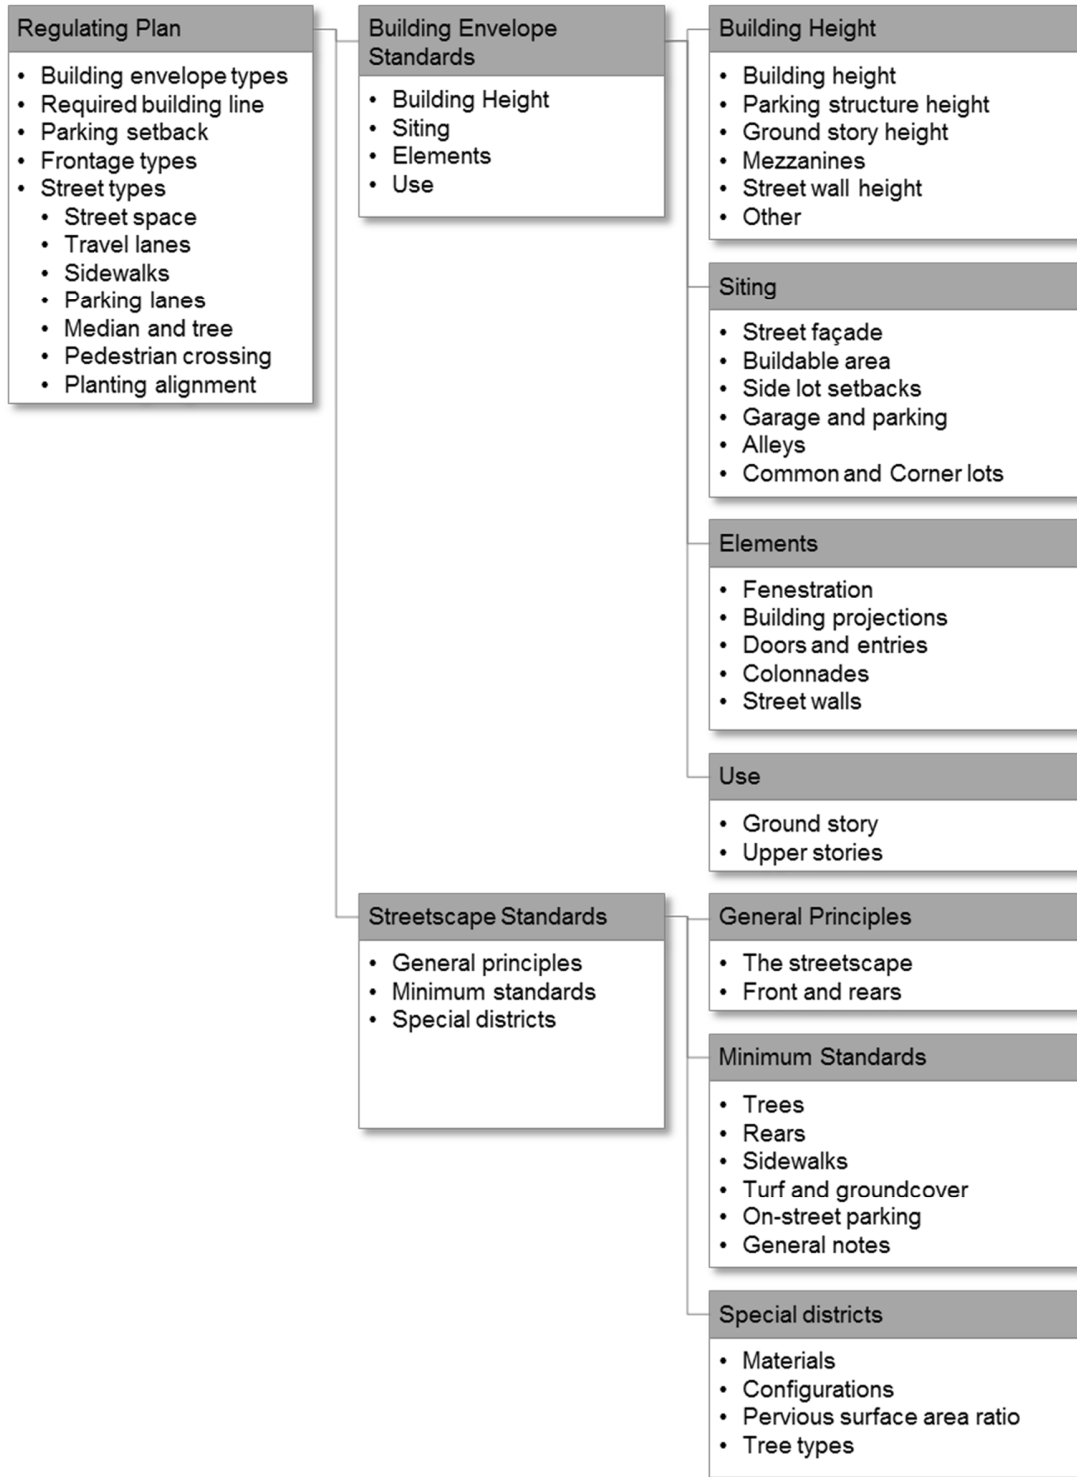 Regulating Plan
• Building envelope types
• Required building line
• Parking setback
• Frontage types
• Street types
• Street space
• Travel lanes
• Sidewalks
• Parking lanes
• Median and tree
• Pedestrian crossing
• Planting alignment
Building Envelope
Standards
• Building Height
• Siting
• Elements
• Use
Building Height
• Building height
• Parking structure height
• Ground story height
• Mezzanines
• Street wall height
• Other
Siting
• Street façade
• Buildable area
• Side lot setbacks
• Garage and parking
• Alleys
• Common and Corner lots
Elements
• Fenestration
• Building projections
• Doors and entries
• Colonnades
• Street walls
Use
• Ground story
• Upper stories
Streetscape Standards
• General principles
• Minimum standards
• Special districts
General Principles
• The streetscape
• Front and rears
Minimum Standards
• Trees
• Rears
• Sidewalks
• Turf and groundcover
• On-street parking
• General notes
Special districts
• Materials
• Configurations
• Pervious surface area ratio
• Tree types